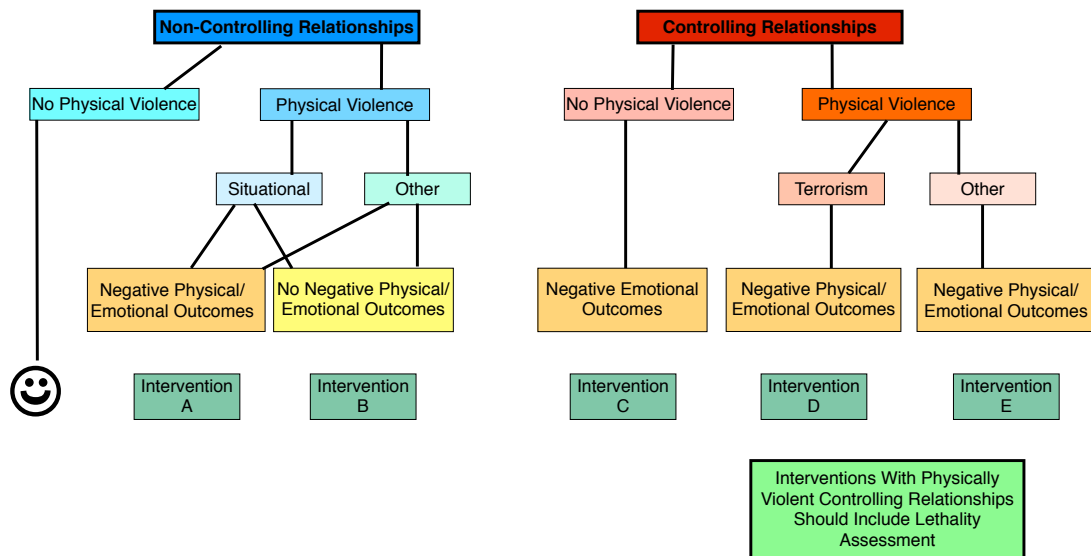 Non-Controlling Relationships
Controlling Relationships
No Physical Violence
Physical Violence
No Physical Violence
Physical Violence
Situational
Other
Terrorism
Other
Negative Physical/
Emotional Outcomes
No Negative Physical/
Emotional Outcomes
Negative Emotional
Outcomes
Negative Physical/
Emotional Outcomes
Negative Physical/
Emotional Outcomes
Intervention
A
Intervention
B
Intervention
C
Intervention
D
Intervention
E
Interventions With Physically
Violent Controlling Relationships
Should Include Lethality
Assessment